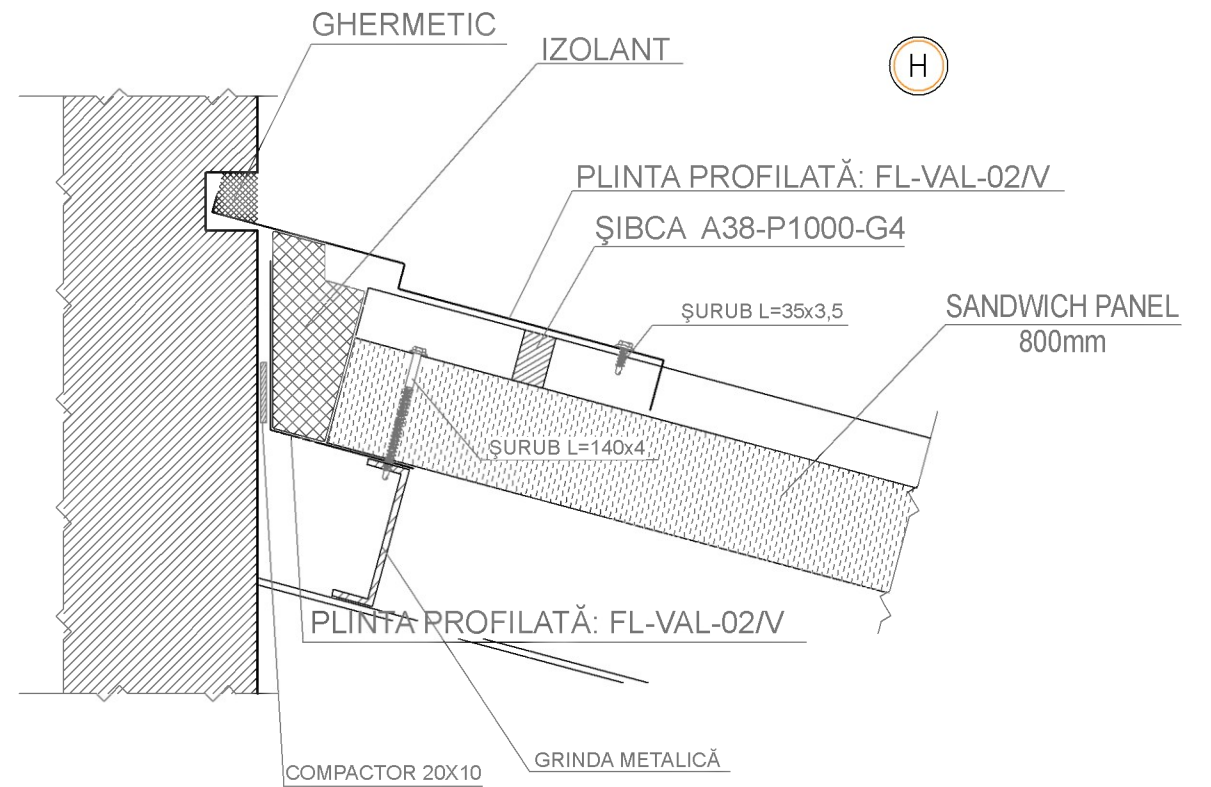 GHERMETIC
IZOLANT
H
PLINTA PROFILATĂ: FL-VAL-02/V
ŞIBCA A38-P1000-G4
ŞURUB L=35x3,5
SANDWICH PANEL
800mm
ŞURUB L=140x4
PLINTA PROFILATĂ: FL-VAL-02/V
GRINDA METALICĂ
COMPACTOR 20X10